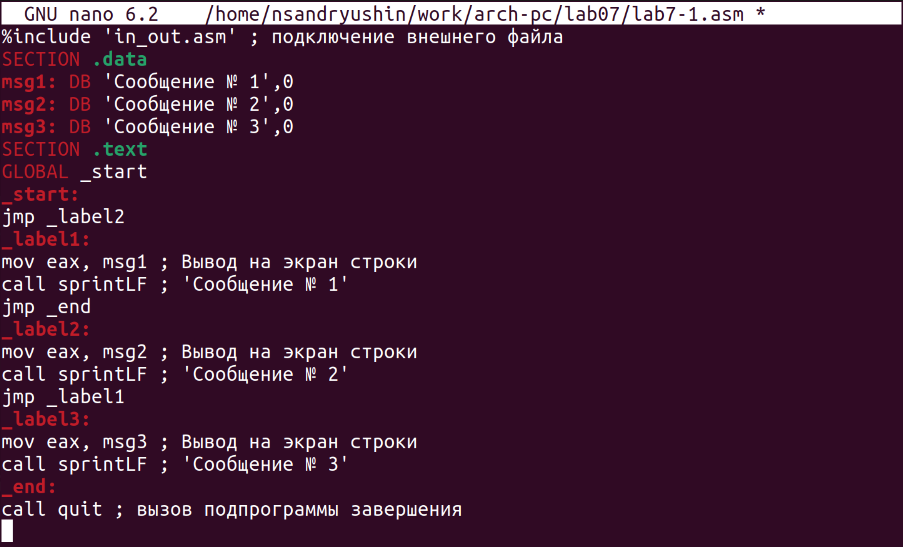 GNU nano 6.2 /home/nsandryushin/work/arch-pc/lab07/lab7-1.asm *
%include 'in_out.asm' ; подключение внешнего файла
SECTION .data
msg1: DB 'Сообщение № 1',0
msg2: DB 'Сообщение № 2',0
msg3: DB 'Сообщение № 3',0
SECTION .text
GLOBAL _start
_start:
jmp _label2
_label1:
mov eax, msg1 ; Вывод на экран строки
call sprintLF ; 'Сообщение № 1'
jmp _end
_label2:
mov eax, msg2 ; Вывод на экран строки
call sprintLF ; 'Сообщение № 2'
jmp _label1
_label3:
mov eax, msg3 ; Вывод на экран строки
call sprintLF ; 'Сообщение № 3'
_end:
call quit ; вызов подпрограммы завершения